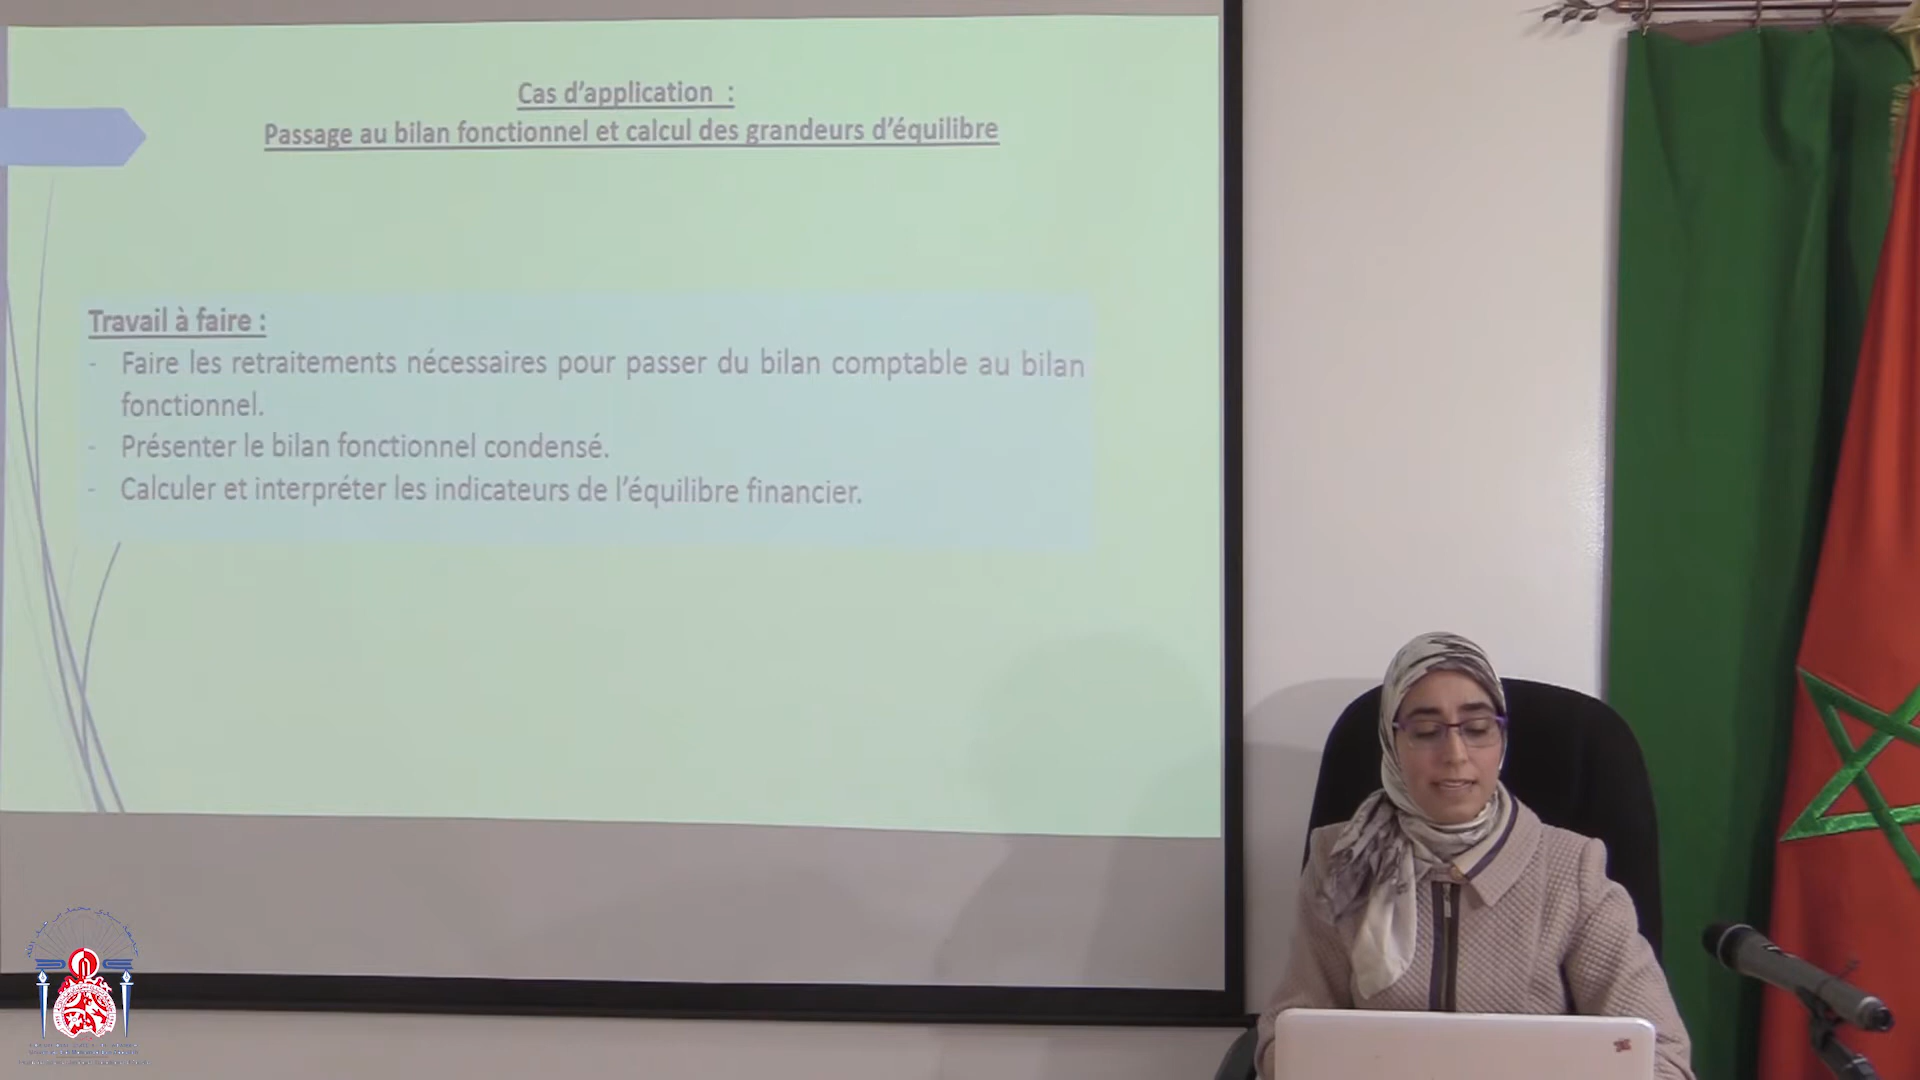 Cas d'application :
Passage au bilan fonctionnel et calcul des grandeurs d'équilibre
Travail à faire :
- Faire les retraitements nécessaires pour passer du bilan comptable au bilan
fonctionnel.
- Présenter le bilan fonctionnel condensé.
- Calculer et interpréter les indicateurs de l'équilibre financier.